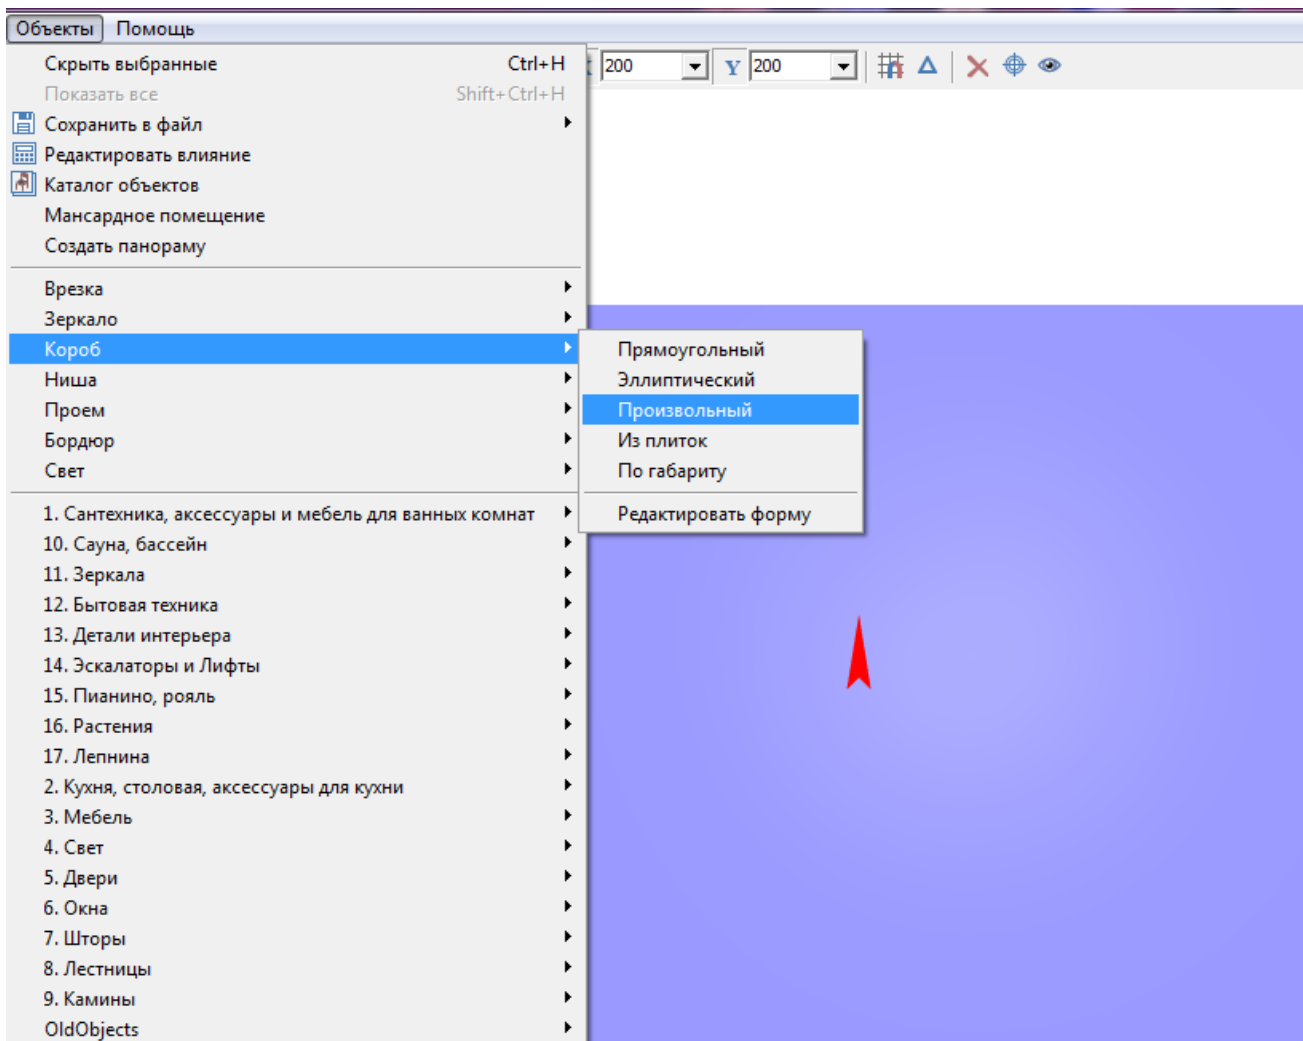 Объекты Помощь
Скрыть выбранные Ctrl+H
200 Y 200
Показать все Shift+Ctrl+H
Сохранить в файл
Редактировать влияние
Каталог объектов
Мансардное помещение
Создать панораму
Врезка
Зеркало
Короб
Ниша
Проем
Бордюр
Свет
Прямоугольный
Эллиптический
Произвольный
Из плиток
По габариту
Редактировать форму
1. Сантехника, аксессуары и мебель для ванных комнат
10. Сауна, бассейн
11. Зеркала
12. Бытовая техника
13. Детали интерьера
14. Эскалаторы и Лифты
15. Пианино, рояль
16. Растения
17. Лепнина
2. Кухня, столовая, аксессуары для кухни
3. Мебель
4. Свет
5. Двери
6. Окна
7. Шторы
8. Лестницы
9. Камины
OldObjects